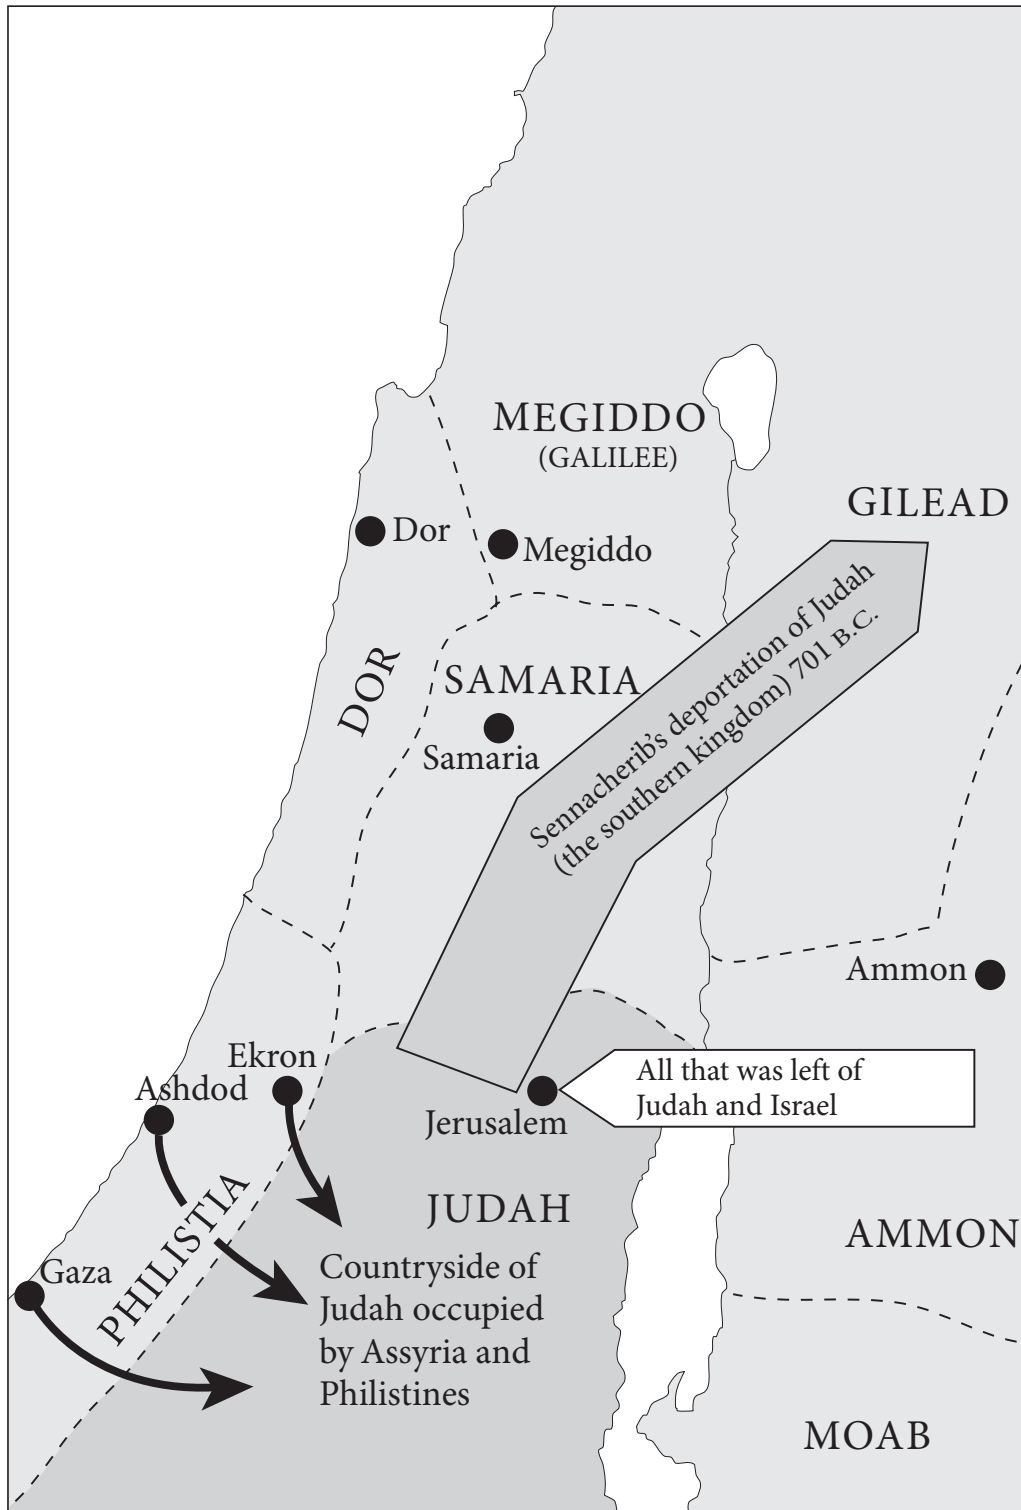 MEGIDDO
(GALILEE)
GILEAD
Dor
Megiddo
DOR
SAMARIA
Samaria
Sennacherib's deportation of Judah
(the southern kingdom) 701 B.C.
Ammon
Ekron
Ashdod
All that was left of
Judah and Israel
Jerusalem
JUDAH
PHILISTIA
AMMON
Gaza
Countryside of
Judah occupied
by Assyria and
Philistines
MOAB